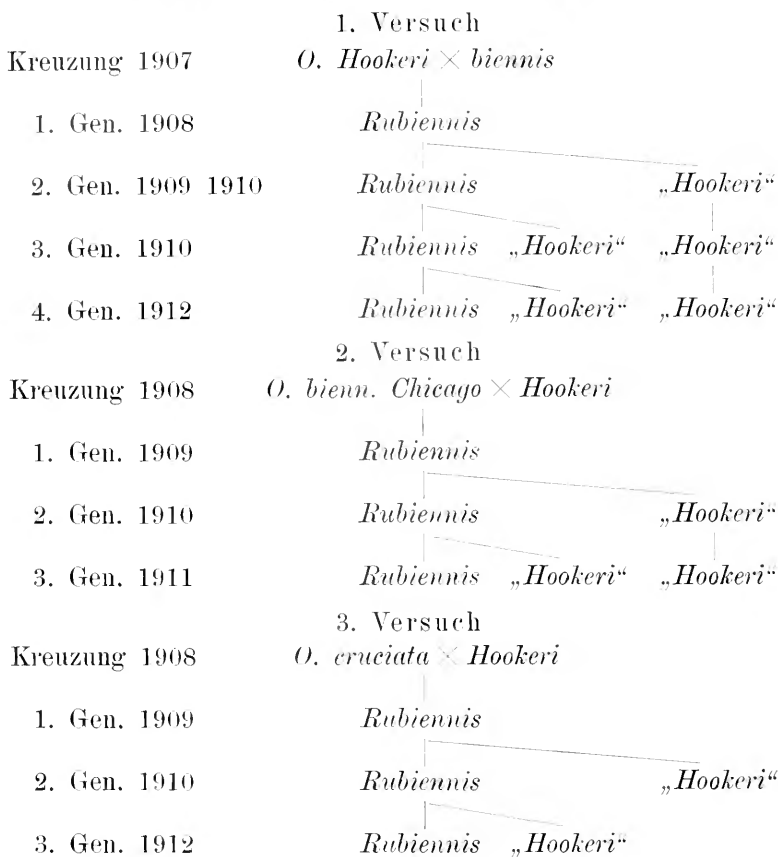 1. Versuch
Kreuzung 1907 O. Hookeri × biennis
1. Gen. 1908 Rubiennis
2. Gen. 1909 1910 Rubiennis „Hookeri“
3. Gen. 1910 Rubiennis „Hookeri“ „Hookeri“
4. Gen. 1912 Rubiennis „Hookeri“ „Hookeri“
2. Versuch
Kreuzung 1908 O. bienn. Chicago × Hookeri
1. Gen. 1909 Rubiennis
2. Gen. 1910 Rubiennis „Hookeri“
3. Gen. 1911 Rubiennis „Hookeri“ „Hookeri“
3. Versuch
Kreuzung 1908 O. cruciata × Hookeri
1. Gen. 1909 Rubiennis
2. Gen. 1910 Rubiennis „Hookeri“
3. Gen. 1912 Rubiennis „Hookeri“